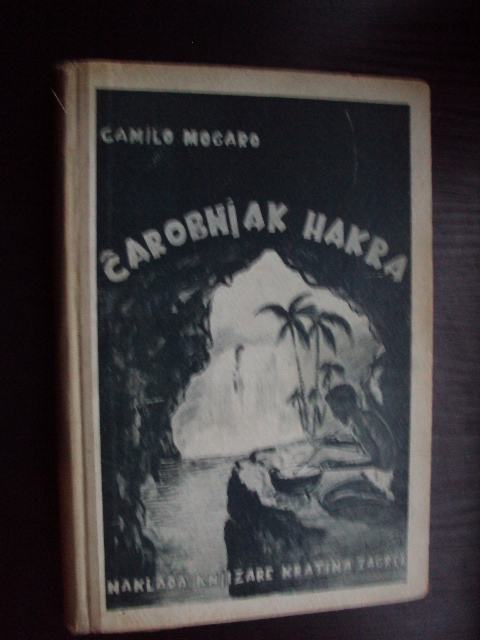 CAMILO MOCARO
ČAROBNJAK HAKRA
NAKLADA KNJIŽARE KRATINA ZAGREB